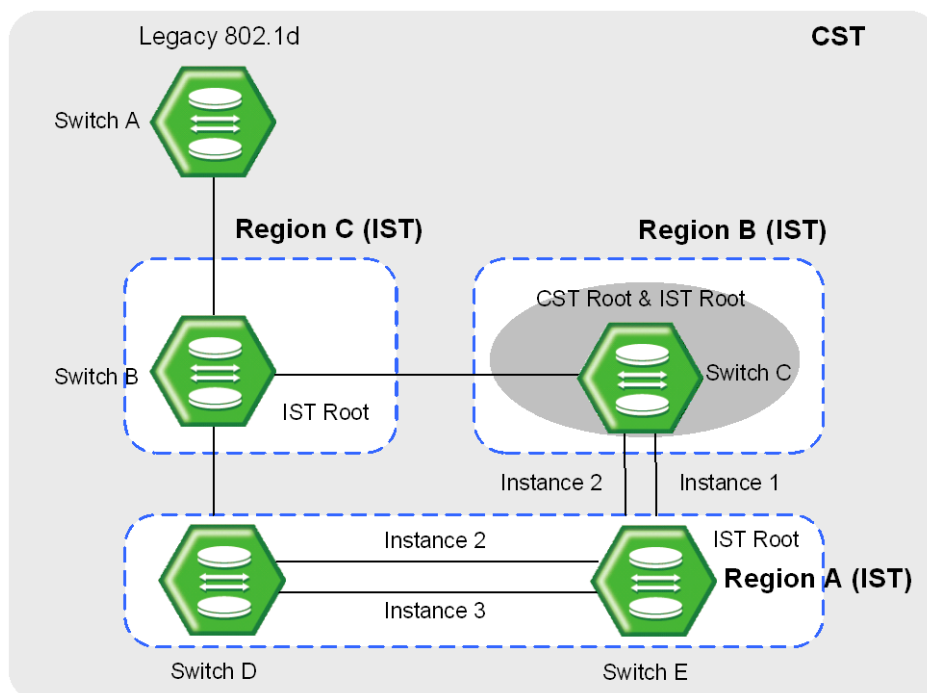 Legacy 802.1d
CST
Switch A
Region C (IST)
Region B (IST)
CST Root & IST Root
Switch B
Switch C
IST Root
Instance 2
Instance 1
Instance 2
IST Root
Region A (IST)
Instance 3
Switch D
Switch E